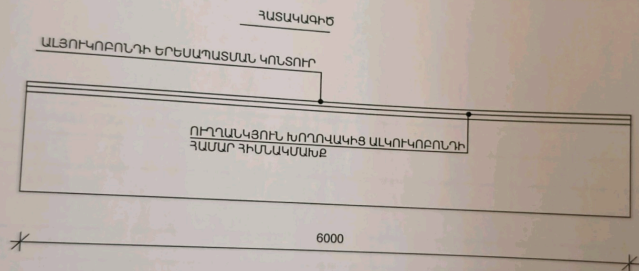 ՀԱՏԱԿԱԳԻԾ
ԱԼՅՈՒԿՈԲՈՆԴԻ ԵՐԵՍԱՊԱՏՄԱՆ ԿՈՆՏՈՒՐ
ՈՒՂՂԱՆԿՅՈՒՆ ԽՈՂՈՎԱԿԻՑ ԱԼԿՈՒԿՈԲՈՆԴԻ
ՀԱՄԱՐ ՀԻՄՆԱԿՄԱԽՔ
6000